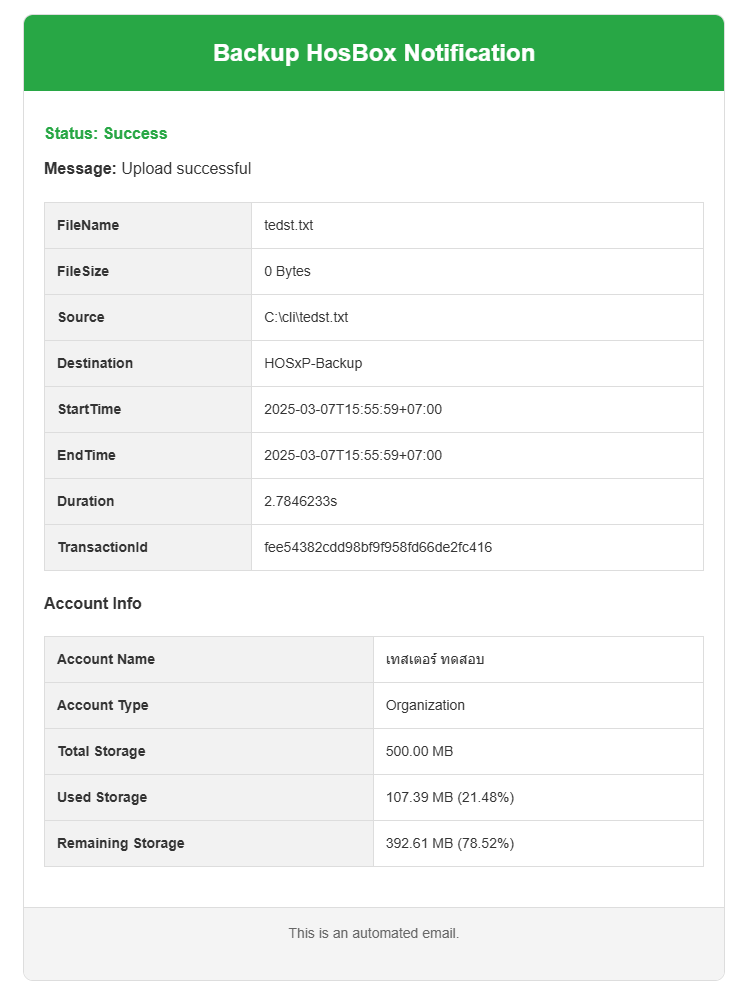 Backup HosBox Notification
Status: Success
Message: Upload successful
FileName tedst.txt
FileSize 0 Bytes
Source C:\cli\tedst.txt
Destination HOSxP-Backup
StartTime 2025-03-07T15:55:59+07:00
EndTime 2025-03-07T15:55:59+07:00
Duration 2.7846233s
TransactionId fee54382cdd98bf9f958fd66de2fc416
Account Info
Account Name เทสเตอร์ ทดสอบ
Account Type Organization
Total Storage 500.00 MB
Used Storage 107.39 MB (21.48%)
Remaining Storage 392.61 MB (78.52%)
This is an automated email.